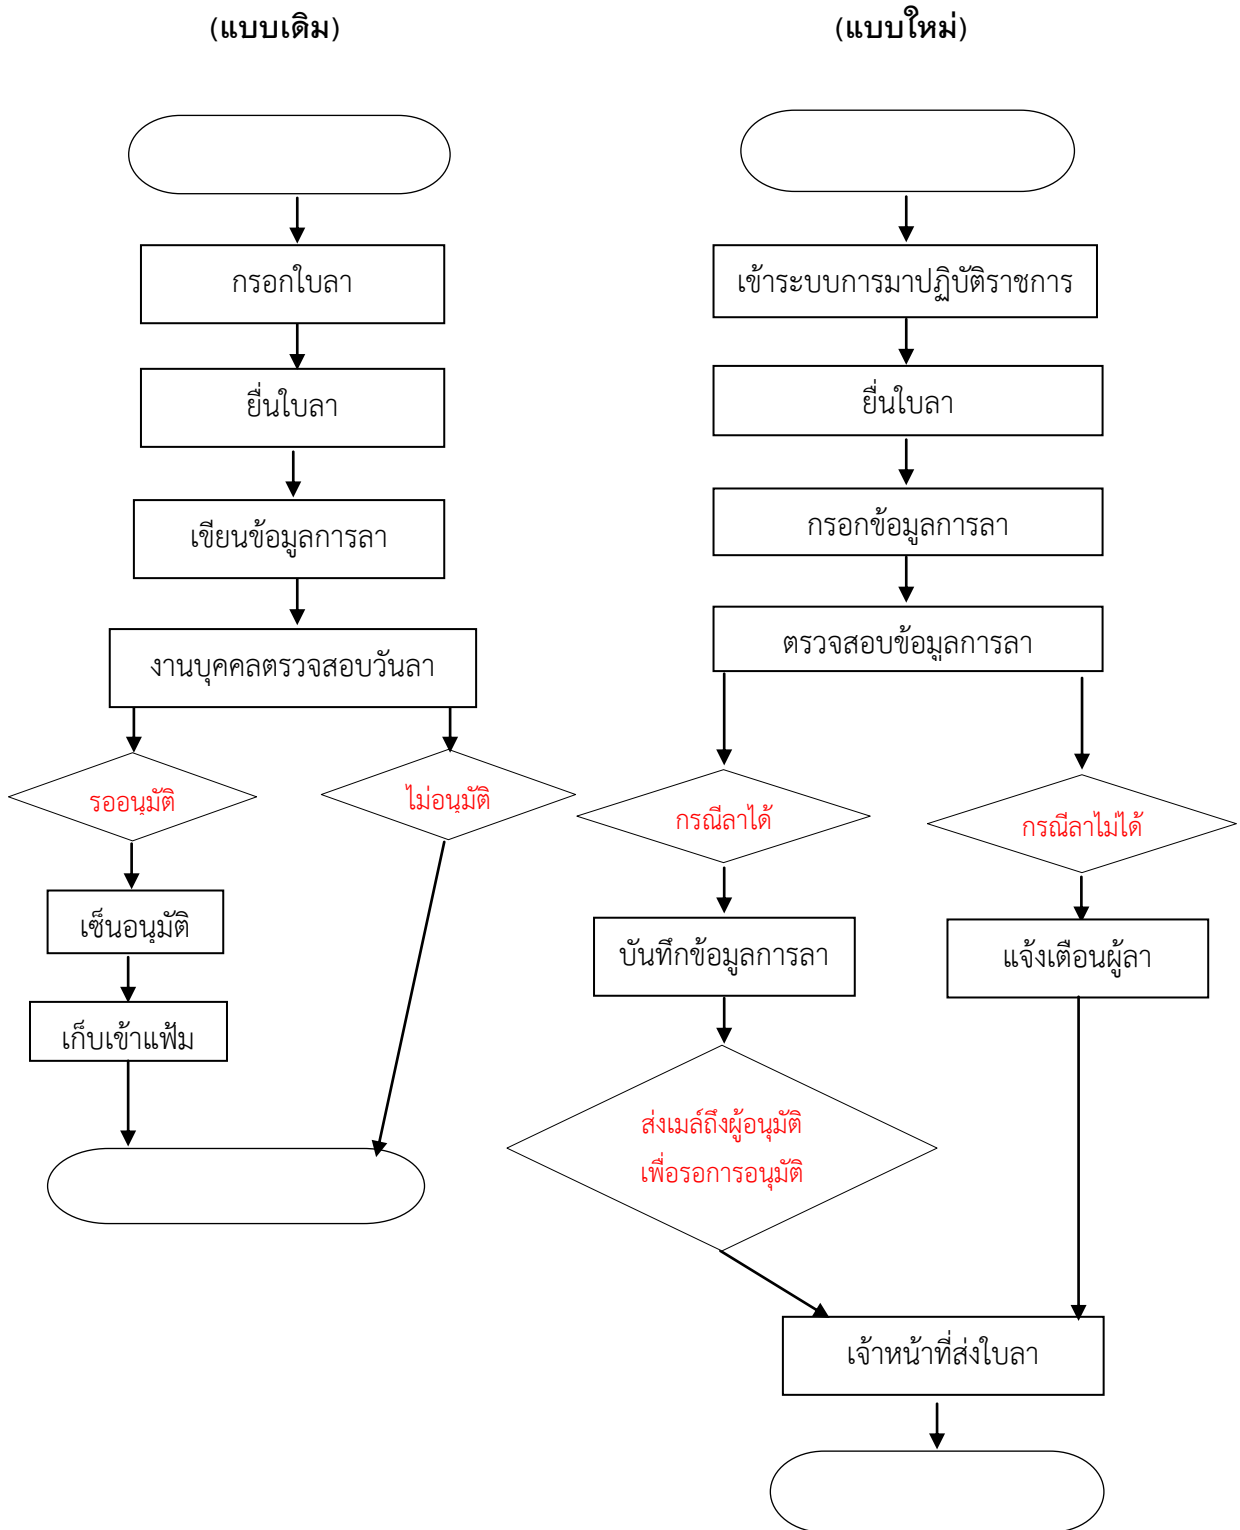 (แบบเดิม)
กรอกใบลา
ยื่นใบลา
เขียนข้อมูลการลา
งานบุคคลตรวจสอบวันลา
รออนุมัติ
ไม่อนุมัติ
เซ็นอนุมัติ
เก็บเข้าแฟ้ม
(แบบใหม่)
เข้าระบบการมาปฏิบัติราชการ
ยื่นใบลา
กรอกข้อมูลการลา
ตรวจสอบข้อมูลการลา
กรณีลาได้
กรณีลาไม่ได้
บันทึกข้อมูลการลา
แจ้งเตือนผู้ลา
ส่งเมล์ถึงผู้อนุมัติ
เพื่อรอการอนุมัติ
เจ้าหน้าที่ส่งใบลา